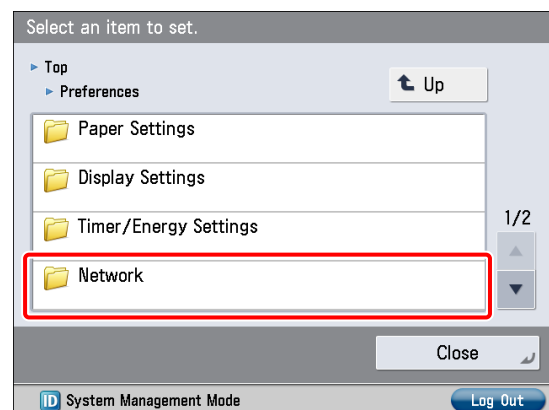 Select an item to set.
Top
Preferences
Up
Paper Settings
Display Settings
Timer/Energy Settings
1/2
Network
Close
ID System Management Mode
Log Out